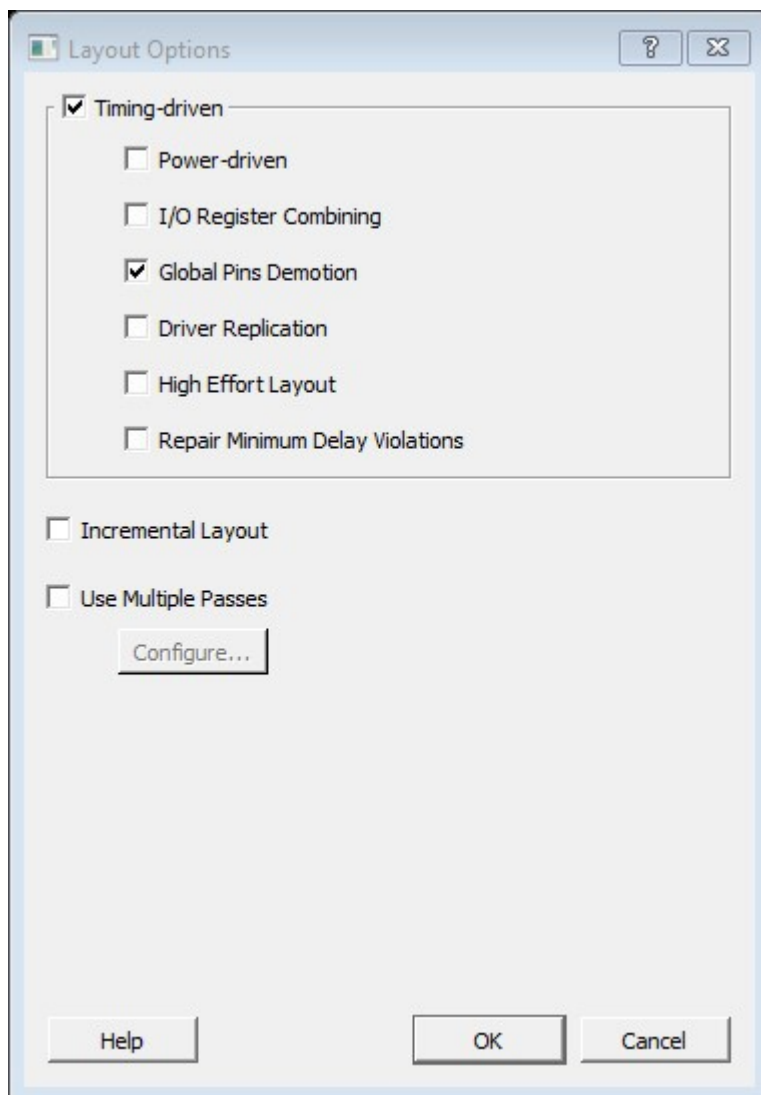 Layout Options
Timing-driven
Power-driven
I/O Register Combining
Global Pins Demotion
Driver Replication
High Effort Layout
Repair Minimum Delay Violations
Incremental Layout
Use Multiple Passes
Configure...
Help OK Cancel